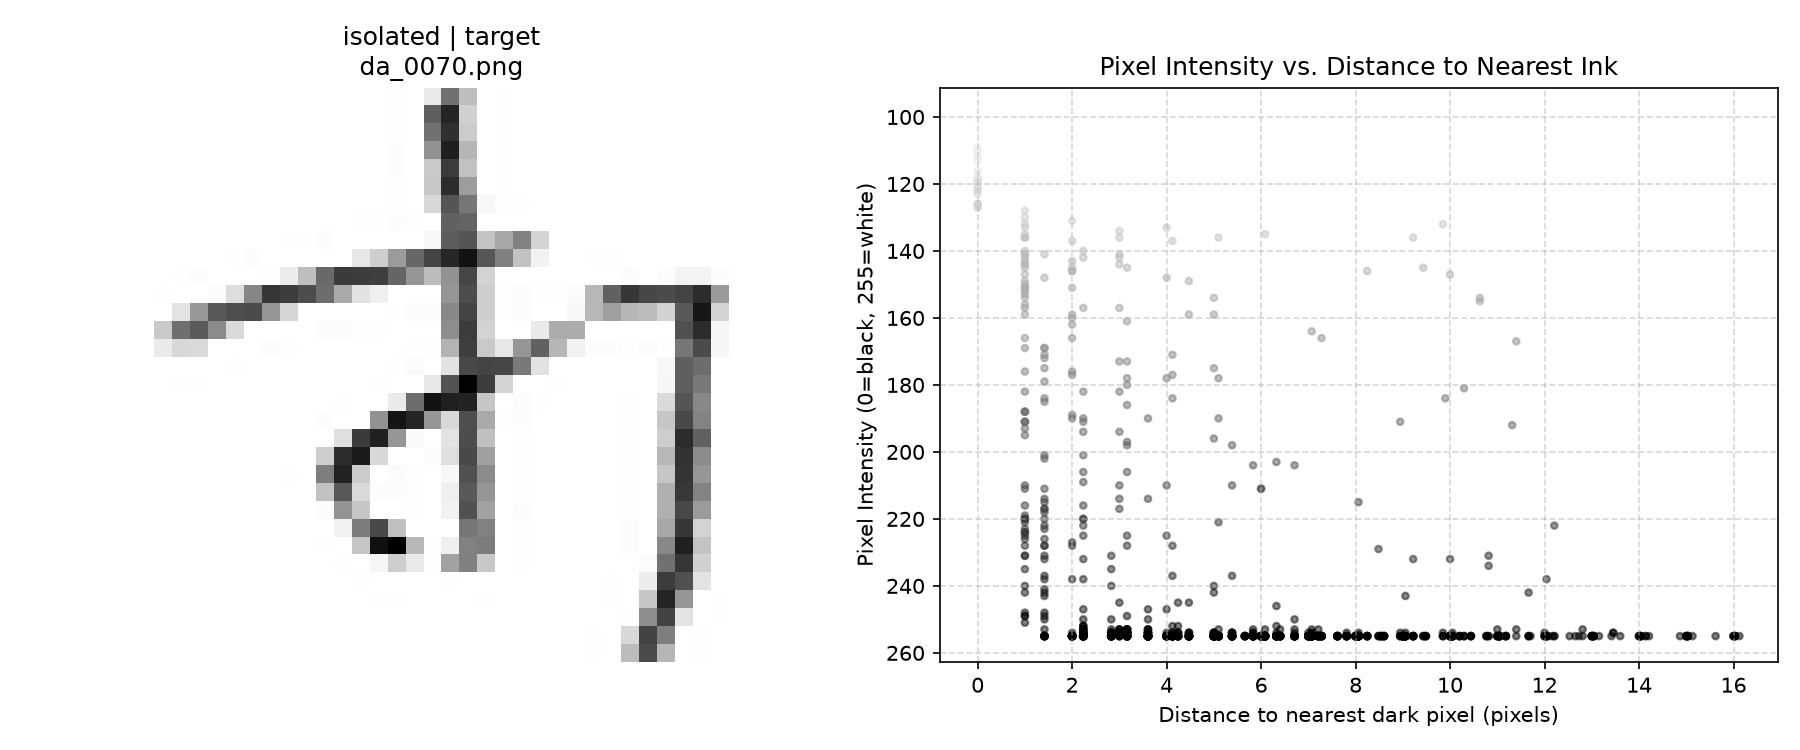 isolated | target
da_0070.png
Pixel Intensity vs. Distance to Nearest Ink
Pixel Intensity (0=black, 255=white)
100
120
140
160
180
200
220
240
260
0 2 4 6 8 10 12 14 16
Distance to nearest dark pixel (pixels)